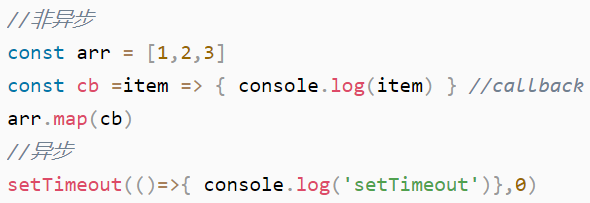 //非异步
const arr = [1,2,3]
const cb =item => { console.log(item) } //callback
arr.map(cb)
//异步
setTimeout(()=>{ console.log('setTimeout')},0)